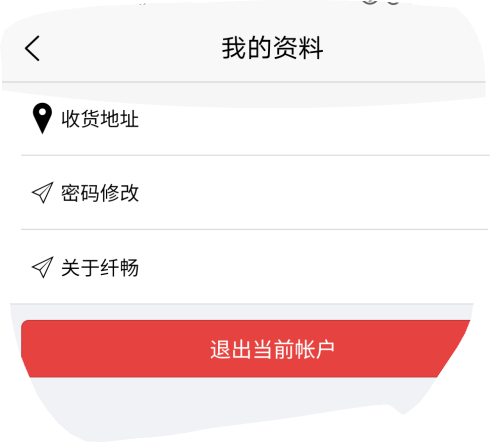 我的资料
收货地址
密码修改
关于纤畅
退出当前帐户